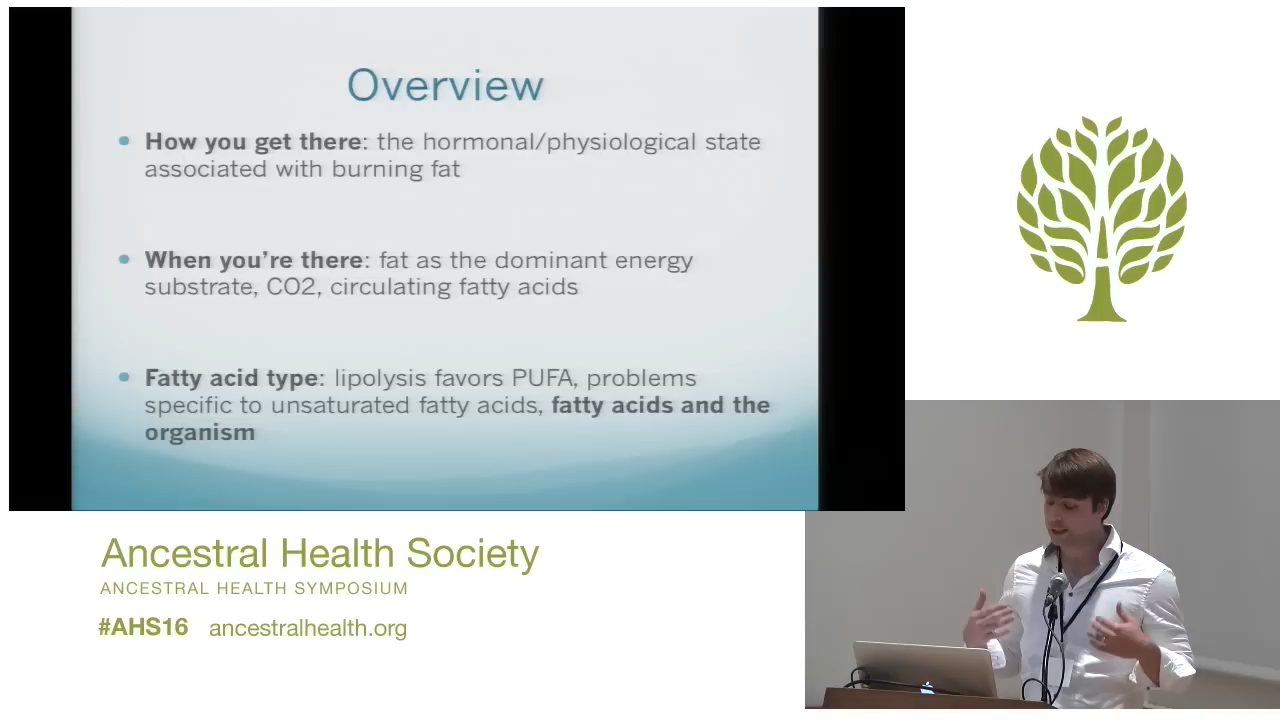 Overview
• How you get there: the hormonal/physiological state
associated with burning fat
• When you’re there: fat as the dominant energy
substrate, CO2, circulating fatty acids
• Fatty acid type: lipolysis favors PUFA, problems
specific to unsaturated fatty acids, fatty acids and the
organism
Ancestral Health Society
ANCESTRAL HEALTH SYMPOSIUM
#AHS16 ancestralhealth.org